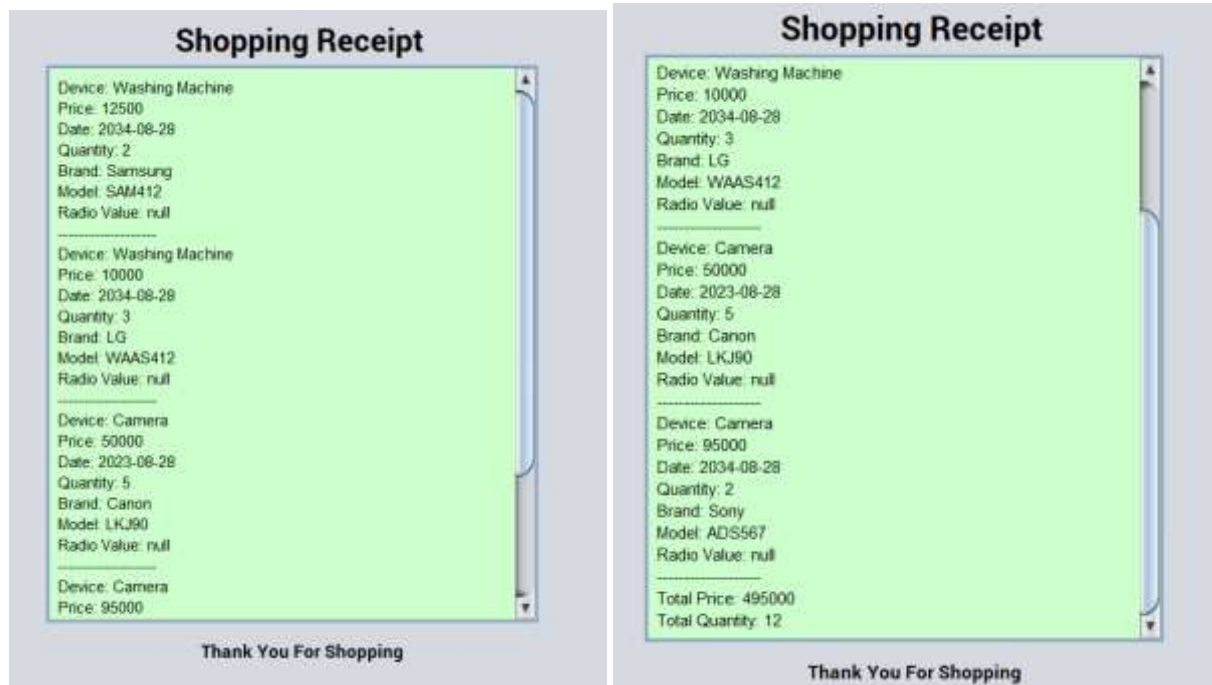 Shopping Receipt
Device: Washing Machine
Price: 12500
Date: 2034-08-28
Quantity: 2
Brand: Samsung
Model: SAM412
Radio Value: null
--------------------
Device: Washing Machine
Price: 10000
Date: 2034-08-28
Quantity: 3
Brand: LG
Model: WAAS412
Radio Value: null
--------------------
Device: Camera
Price: 50000
Date: 2023-08-28
Quantity: 5
Brand: Canon
Model: LKJ90
Radio Value: null
--------------------
Device: Camera
Price: 95000
Thank You For Shopping
Shopping Receipt
Device: Washing Machine
Price: 10000
Date: 2034-08-28
Quantity: 3
Brand: LG
Model: WAAS412
Radio Value: null
--------------------
Device: Camera
Price: 50000
Date: 2023-08-28
Quantity: 5
Brand: Canon
Model: LKJ90
Radio Value: null
--------------------
Device: Camera
Price: 95000
Date: 2034-08-28
Quantity: 2
Brand: Sony
Model: ADS567
Radio Value: null
--------------------
Total Price: 495000
Total Quantity: 12
Thank You For Shopping